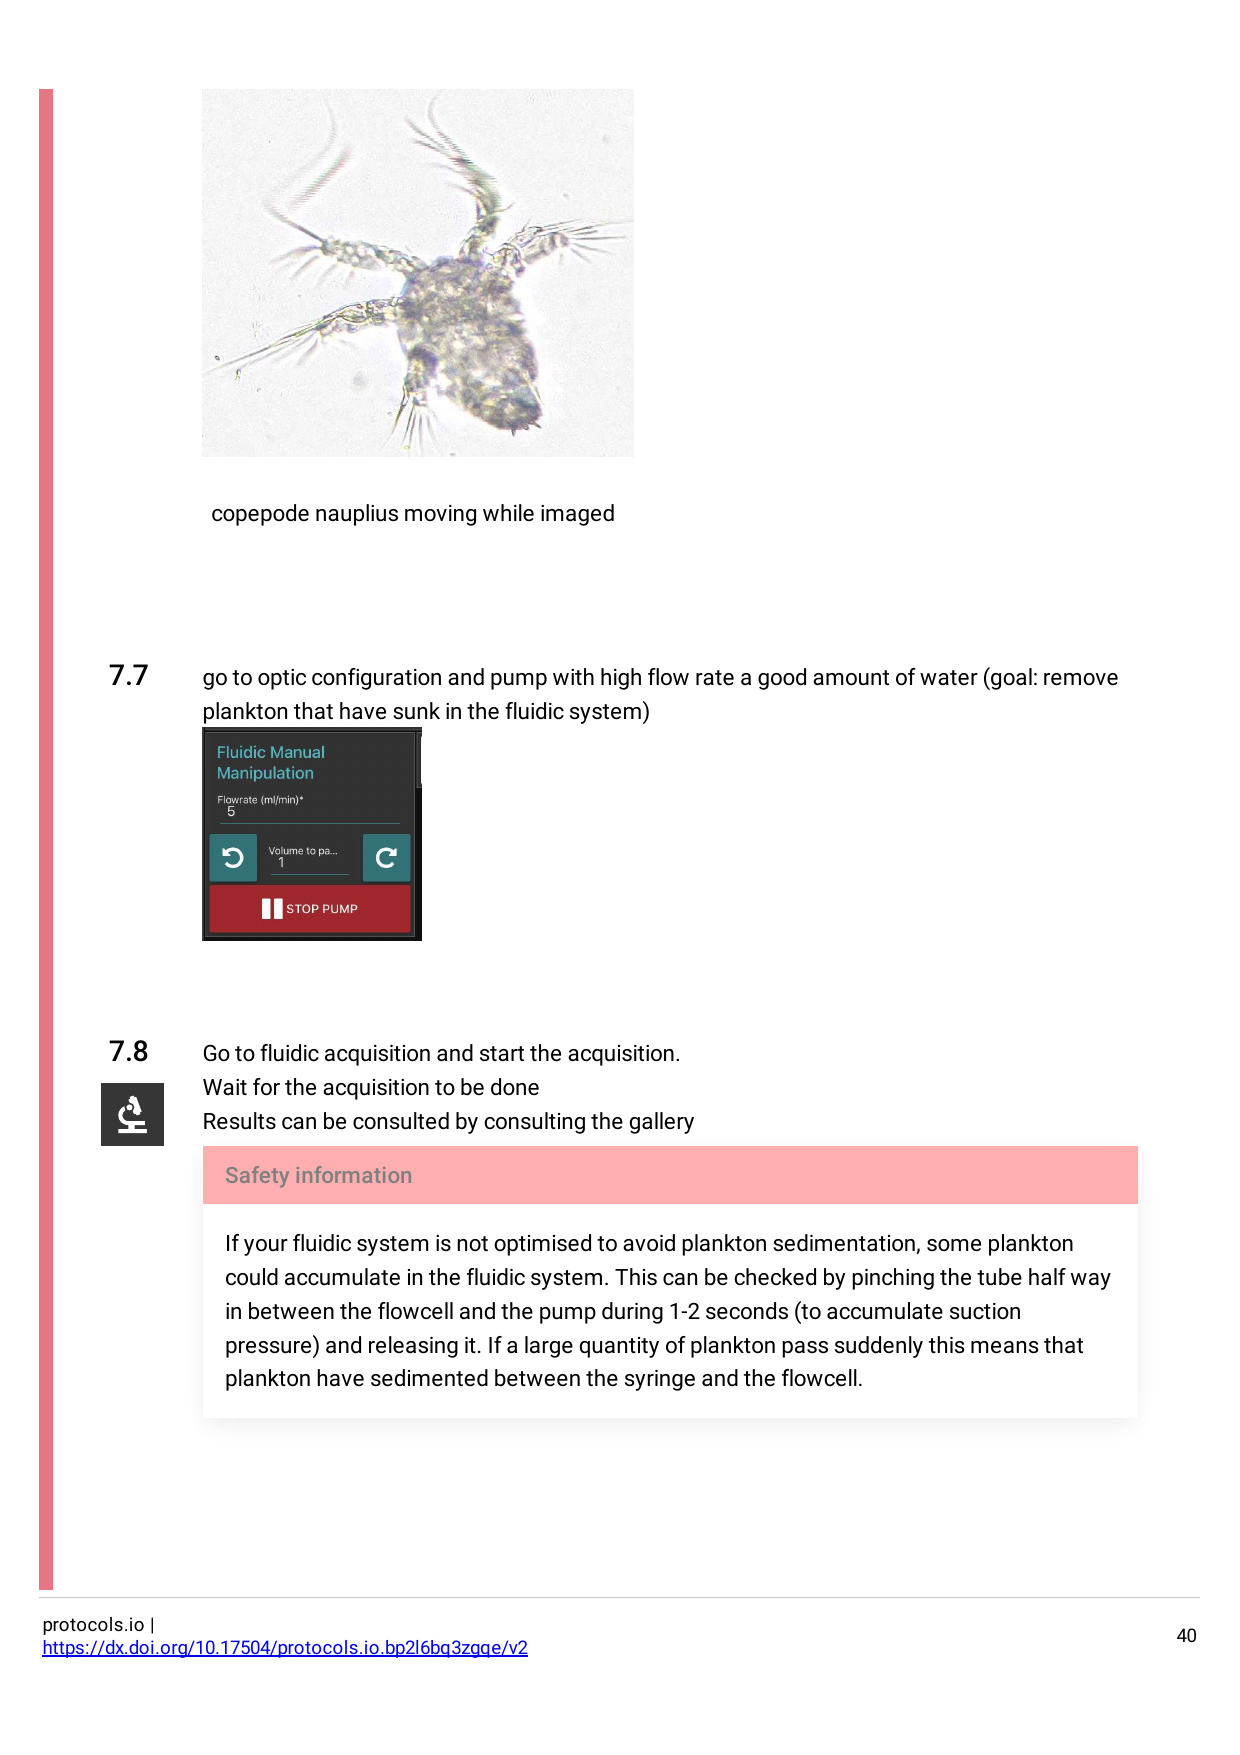 copepode nauplius moving while imaged
7.7
go to optic configuration and pump with high flow rate a good amount of water (goal: remove
plankton that have sunk in the fluidic system)
Fluidic Manual
Manipulation
Flowrate (ml/min)*
5
Volume to pa...
1
STOP PUMP
7.8
Go to fluidic acquisition and start the acquisition.
Wait for the acquisition to be done
Results can be consulted by consulting the gallery
Safety information
If your fluidic system is not optimised to avoid plankton sedimentation, some plankton
could accumulate in the fluidic system. This can be checked by pinching the tube half way
in between the flowcell and the pump during 1-2 seconds (to accumulate suction
pressure) and releasing it. If a large quantity of plankton pass suddenly this means that
plankton have sedimented between the syringe and the flowcell.
protocols.io |
https://dx.doi.org/10.17504/protocols.io.bp2l6bq3zgqe/v2
40